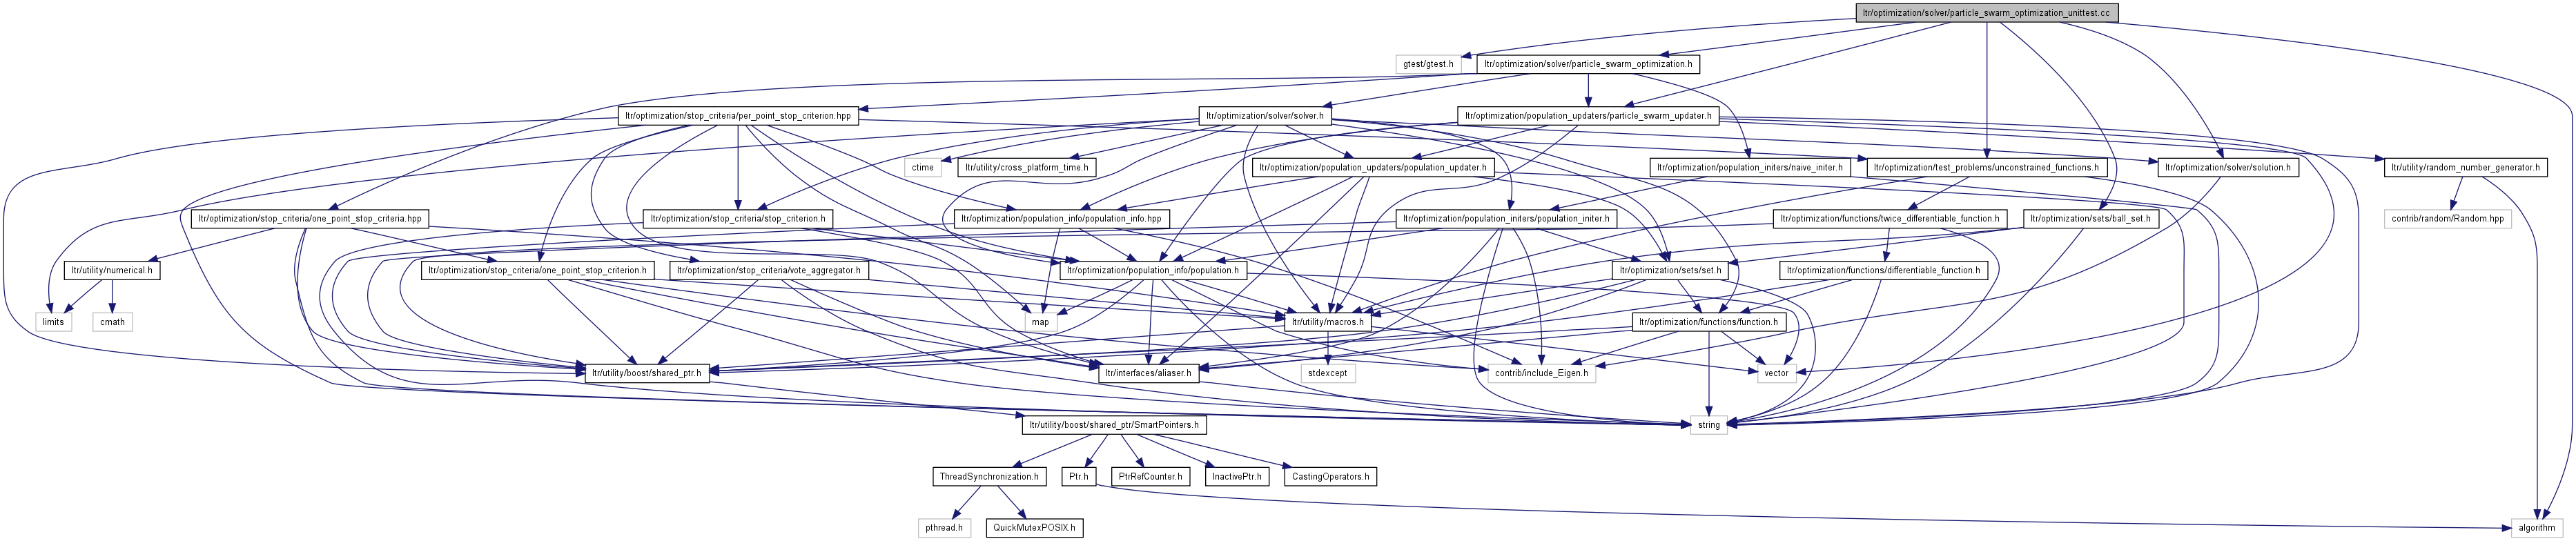 ltr/optimization/solver/particle_swarm_optimization_unittest.cc
gtest/gtest.h
ltr/optimization/solver/particle_swarm_optimization.h
ltr/optimization/stop_criteria/per_point_stop_criterion.hpp
ltr/optimization/solver/solver.h
ltr/optimization/population_updaters/particle_swarm_updater.h
ctime
ltr/utility/cross_platform_time.h
ltr/optimization/population_updaters/population_updater.h
ltr/optimization/population_initers/naive_initer.h
ltr/optimization/test_problems/unconstrained_functions.h
ltr/optimization/solver/solution.h
ltr/utility/random_number_generator.h
ltr/optimization/stop_criteria/one_point_stop_criteria.hpp
ltr/optimization/stop_criteria/stop_criterion.h
ltr/optimization/population_info/population_info.hpp
ltr/optimization/population_initers/population_initer.h
ltr/optimization/functions/twice_differentiable_function.h
ltr/optimization/sets/ball_set.h
contrib/random/Random.hpp
ltr/utility/numerical.h
ltr/optimization/stop_criteria/one_point_stop_criterion.h
ltr/optimization/stop_criteria/vote_aggregator.h
ltr/optimization/population_info/population.h
ltr/optimization/sets/set.h
ltr/optimization/functions/differentiable_function.h
limits
cmath
map
ltr/utility/macros.h
ltr/optimization/functions/function.h
ltr/utility/boost/shared_ptr.h
ltr/interfaces/aliaser.h
stdexcept
contrib/include_Eigen.h
vector
ltr/utility/boost/shared_ptr/SmartPointers.h
string
ThreadSynchronization.h
Ptr.h
PtrRefCounter.h
InactivePtr.h
CastingOperators.h
pthread.h
QuickMutexPOSIX.h
algorithm